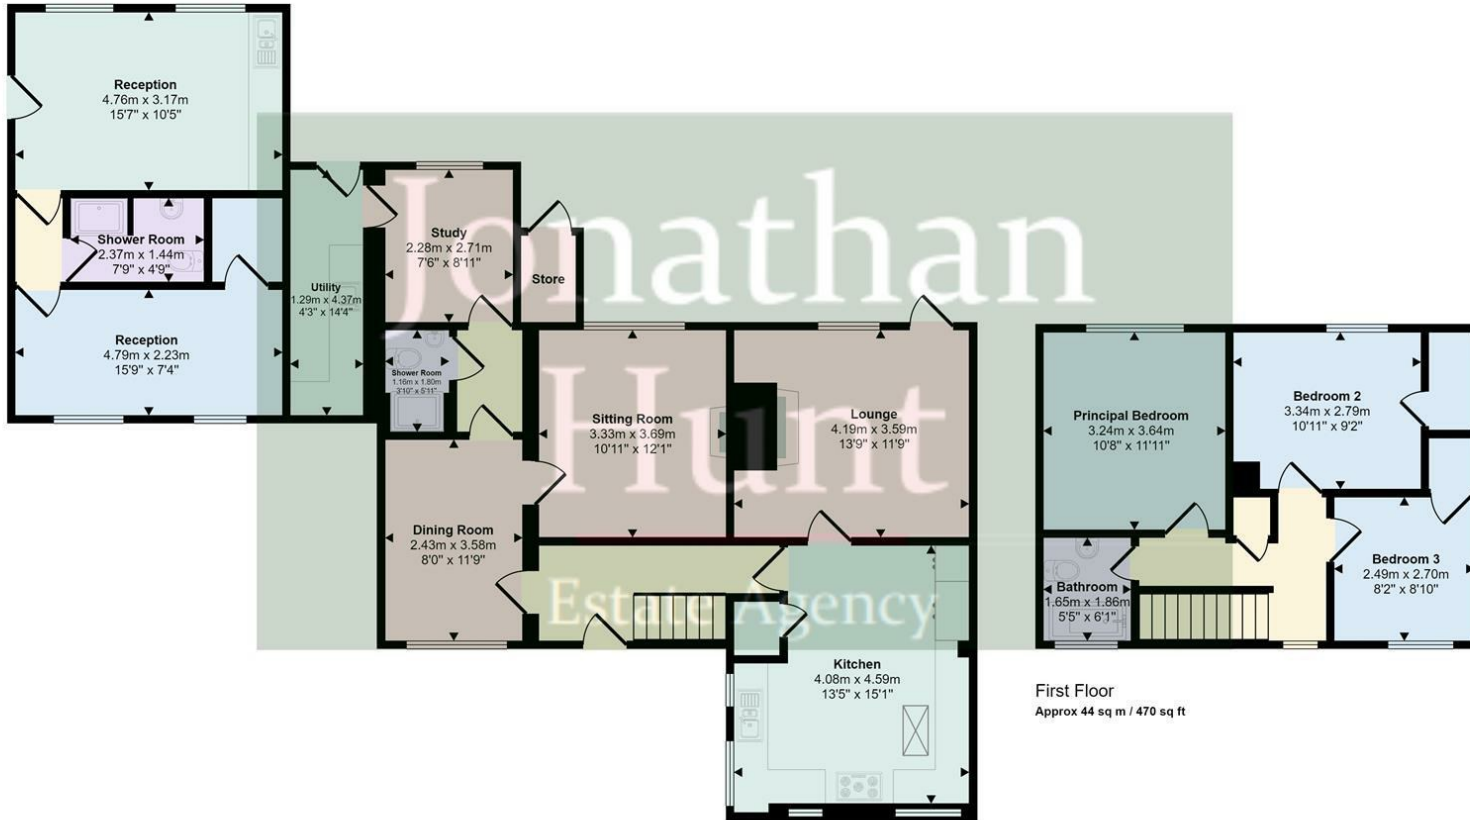 Reception
4.76m x 3.17m
15'7" x 10'5"
Shower Room
2.37m x 1.44m
7'9" x 4'9"
Reception
4.79m x 2.23m
15'9" x 7'4"
Utility
1.29m x 4.37m
4'3" x 14'4"
Study
2.28m x 2.71m
7'6" x 8'11"
Store
Shower Room
1.16m x 1.80m
3'10" x 5'11"
Sitting Room
3.33m x 3.69m
10'11" x 12'1"
Lounge
4.19m x 3.59m
13'9" x 11'9"
Dining Room
2.43m x 3.58m
8'0" x 11'9"
Kitchen
4.08m x 4.59m
13'5" x 15'1"
Principal Bedroom
3.24m x 3.64m
10'8" x 11'11"
Bedroom 2
3.34m x 2.79m
10'11" x 9'2"
Bedroom 3
2.49m x 2.70m
8'2" x 8'10"
Bathroom
1.65m x 1.86m
5'5" x 6'1"
First Floor
Approx 44 sq m / 470 sq ft
Jonathan
Hunt
Estate Agency